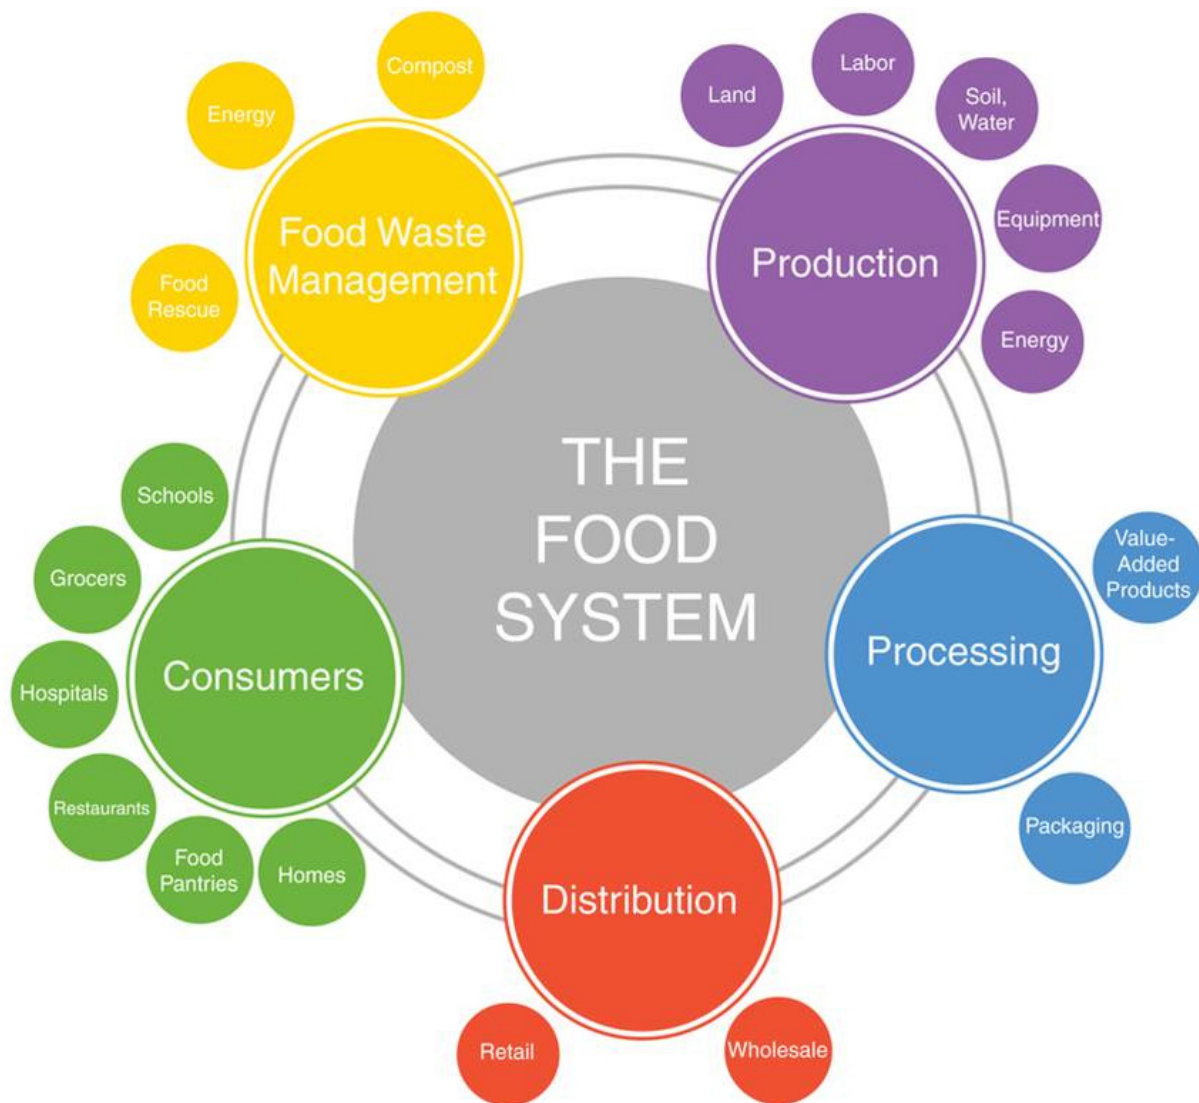 THE
FOOD
SYSTEM
Production
Land
Labor
Soil,
Water
Equipment
Energy
Processing
Value-
Added
Products
Packaging
Distribution
Wholesale
Retail
Consumers
Homes
Food
Pantries
Restaurants
Hospitals
Grocers
Schools
Food Waste
Management
Food
Rescue
Energy
Compost